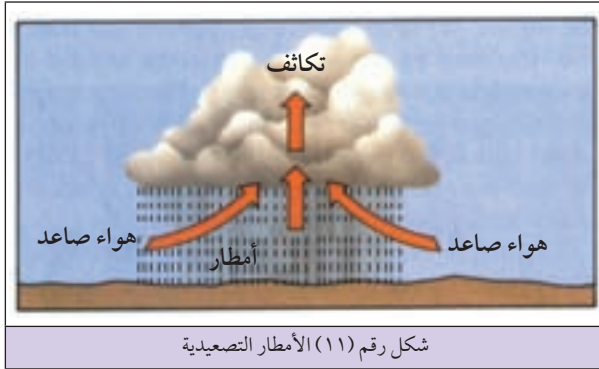 تكاثف
هواء صاعد
هواء صاعد
أمطار
شكل رقم (١١) الأمطار التصعيدية